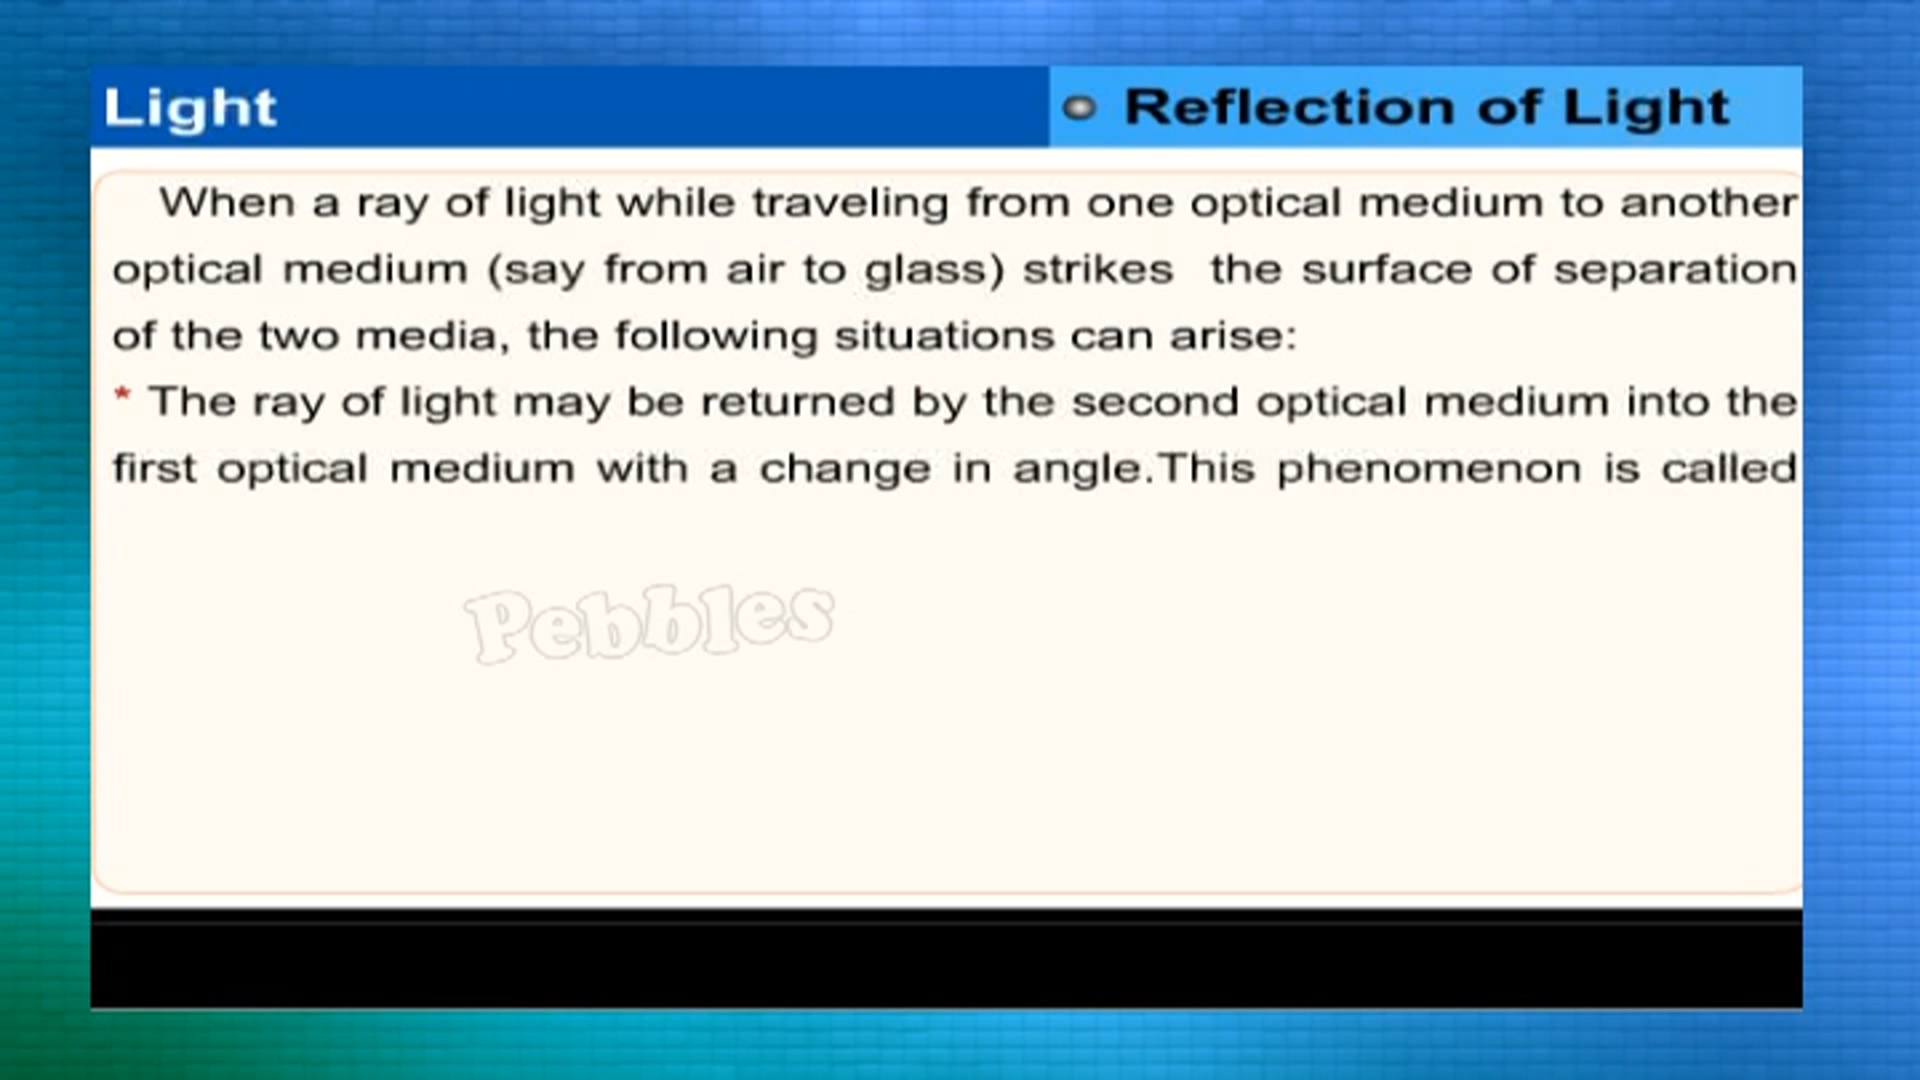 Light
Reflection of Light
When a ray of light while traveling from one optical medium to another
optical medium (say from air to glass) strikes the surface of separation
of the two media, the following situations can arise:
* The ray of light may be returned by the second optical medium into the
first optical medium with a change in angle.This phenomenon is called
Pebbles